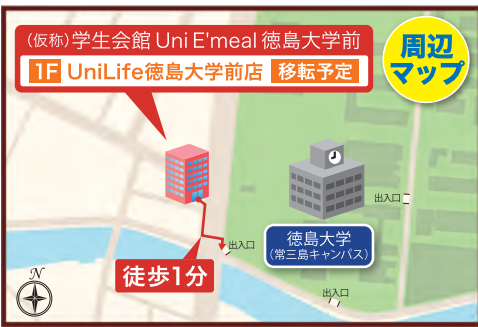 (仮称)学生会館 Uni E'meal 徳島大学前
1F UniLife徳島大学前店 移転予定
周辺
マップ
出入口
徳島大学
(常三島キャンパス)
出入口
徒歩1分
出入口
N